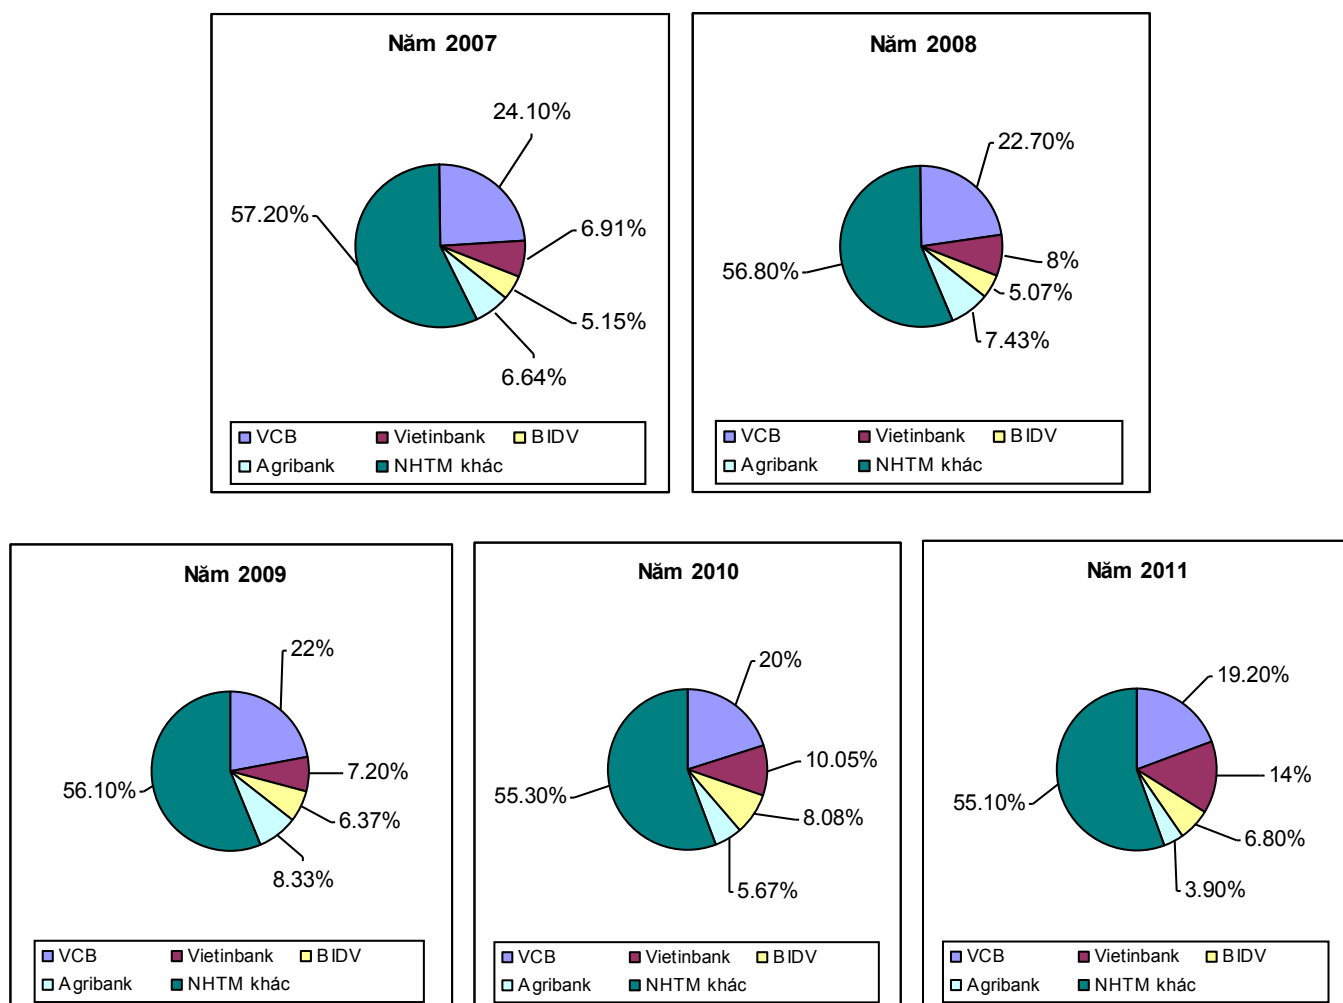 Năm 2007
24.10%
57.20%
6.91%
5.15%
6.64%
VCB Vietinbank BIDV
Agribank NHTM khác
Năm 2008
22.70%
56.80%
8%
5.07%
7.43%
VCB Vietinbank BIDV
Agribank NHTM khác
Năm 2009
22%
56.10%
7.20%
6.37%
8.33%
VCB Vietinbank BIDV
Agribank NHTM khác
Năm 2010
20%
55.30%
10.05%
8.08%
5.67%
VCB Vietinbank BIDV
Agribank NHTM khác
Năm 2011
19.20%
55.10%
14%
6.80%
3.90%
VCB Vietinbank BIDV
Agribank NHTM khác